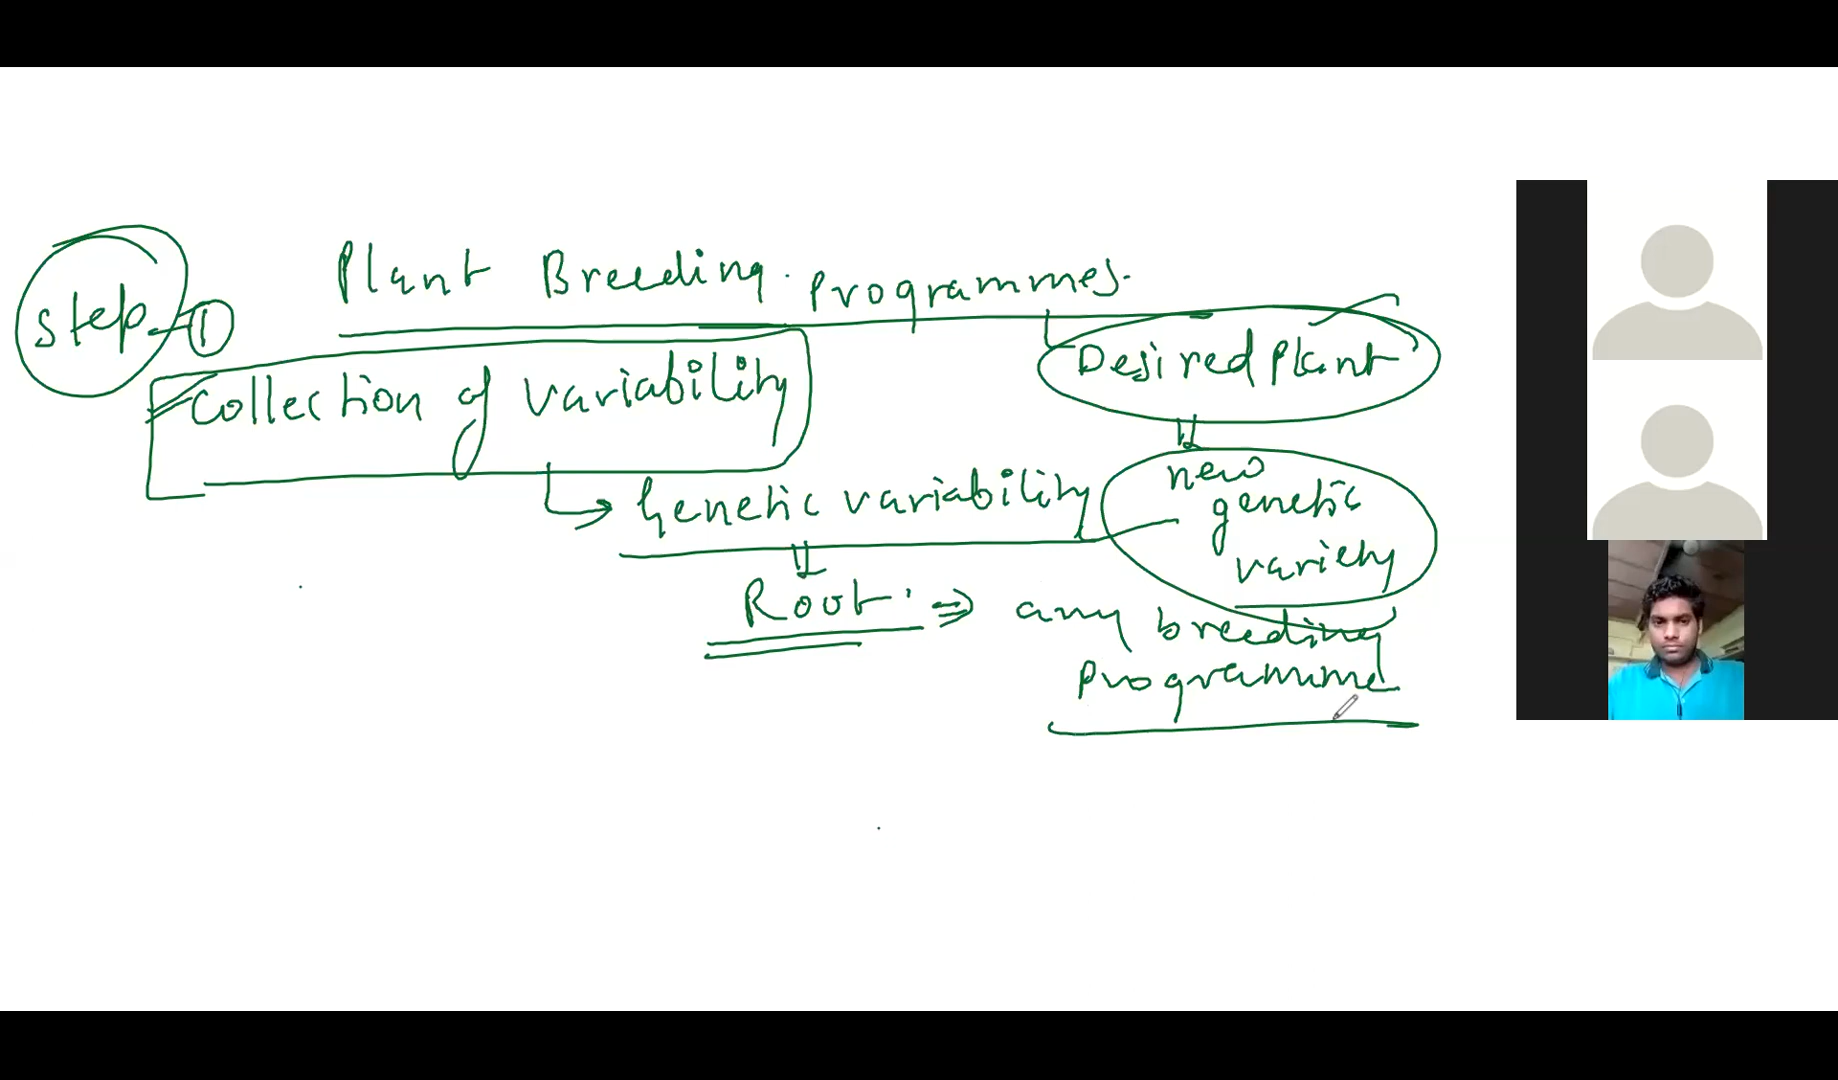 Plant Breeding. Programmes.
Step-1
Desired Plant
Collection of variability
new
genetic
variety
Genetic variability
Root. ⇒ any breeding
Programme